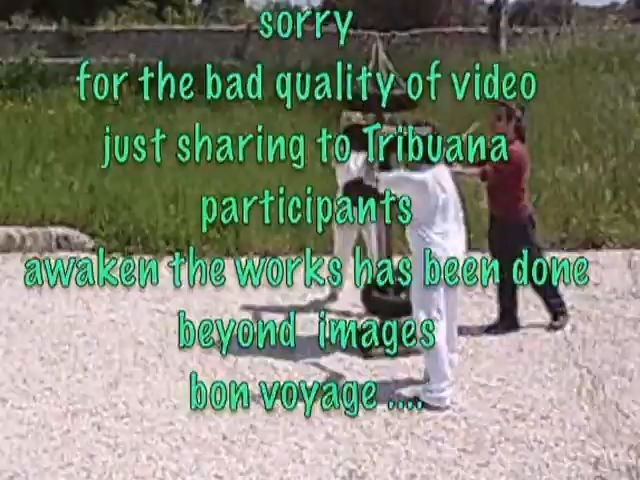 sorry
for the bad quality of video
just sharing to Tribuana
participants
awaken the works has been done
beyond images
bon voyage ....